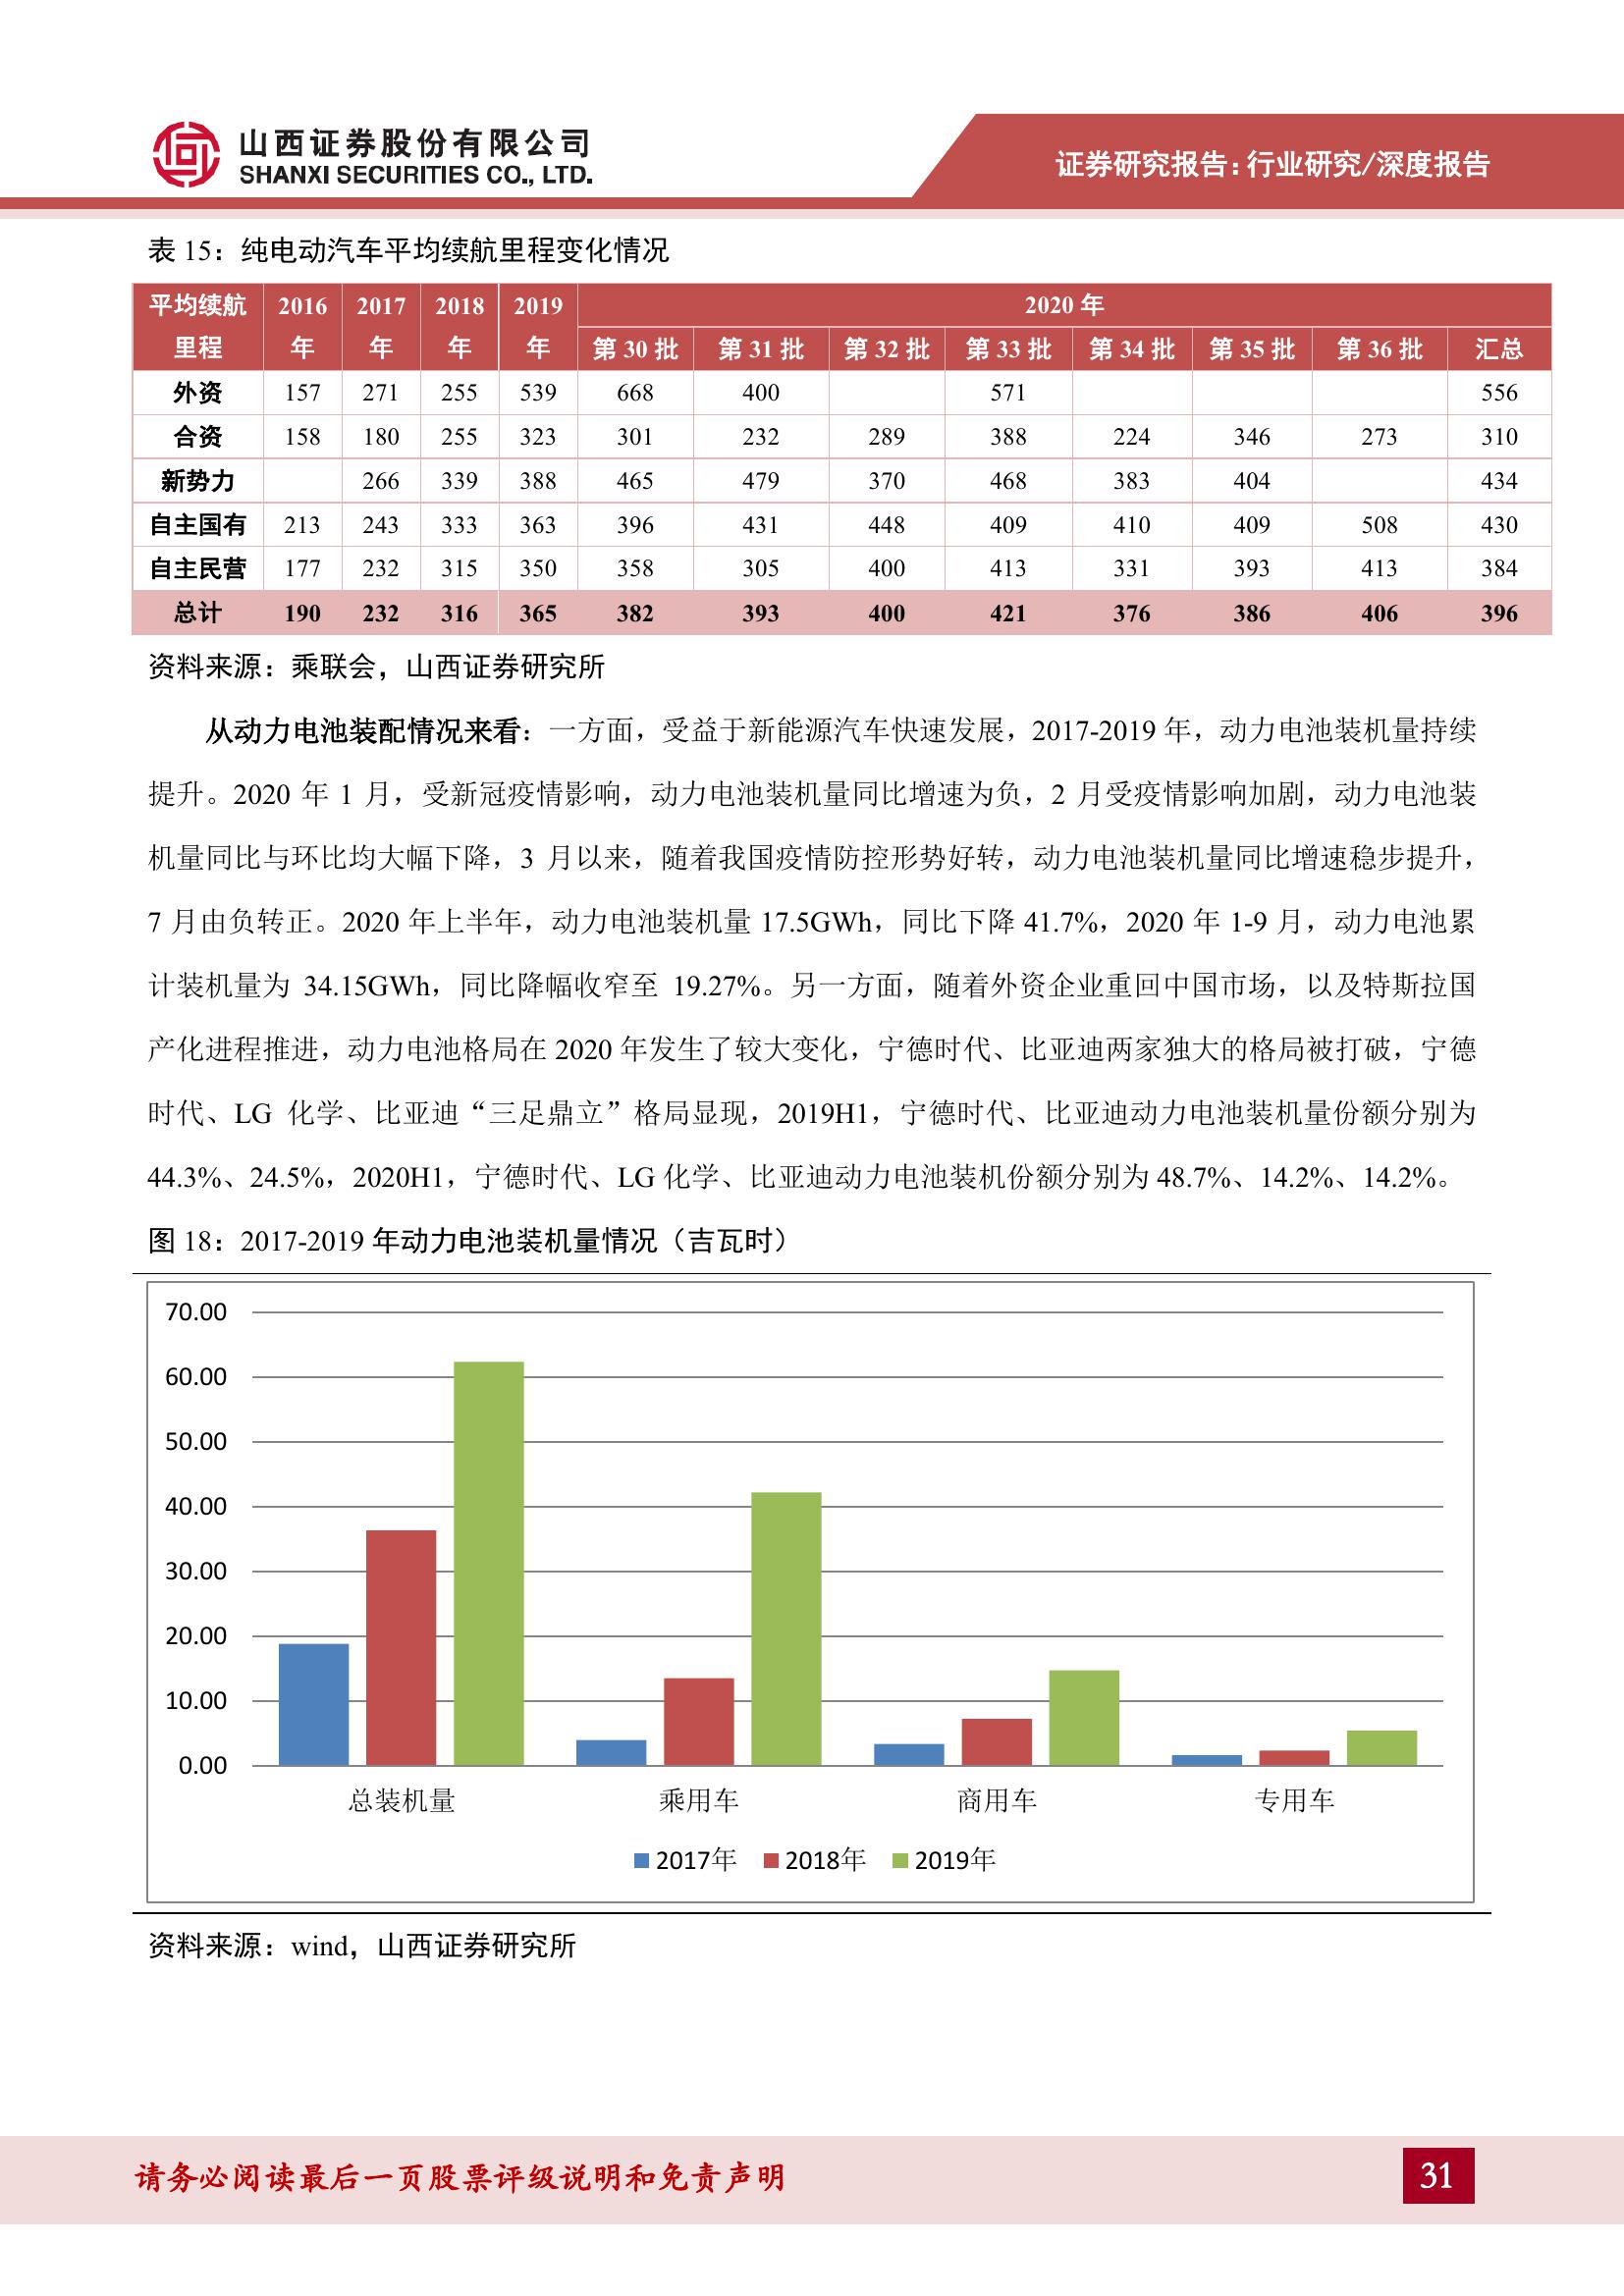 山西证券股份有限公司
SHANXI SECURITIES CO., LTD.
证券研究报告：行业研究/深度报告
表 15：纯电动汽车平均续航里程变化情况
平均续航里程 2016年 2017年 2018年 2019年 2020 年
第 30 批 第 31 批 第 32 批 第 33 批 第 34 批 第 35 批 第 36 批 汇总
外资 157 271 255 539 668 400 571 556
合资 158 180 255 323 301 232 289 388 224 346 273 310
新势力 266 339 388 465 479 370 468 383 404 434
自主国有 213 243 333 363 396 431 448 409 410 409 508 430
自主民营 177 232 315 350 358 305 400 413 331 393 413 384
总计 190 232 316 365 382 393 400 421 376 386 406 396
资料来源：乘联会，山西证券研究所
从动力电池装配情况来看：一方面，受益于新能源汽车快速发展，2017-2019 年，动力电池装机量持续
提升。2020 年 1 月，受新冠疫情影响，动力电池装机量同比增速为负，2 月受疫情影响加剧，动力电池装
机量同比与环比均大幅下降，3 月以来，随着我国疫情防控形势好转，动力电池装机量同比增速稳步提升，
7 月由负转正。2020 年上半年，动力电池装机量 17.5GWh，同比下降 41.7%，2020 年 1-9 月，动力电池累
计装机量为 34.15GWh，同比降幅收窄至 19.27%。另一方面，随着外资企业重回中国市场，以及特斯拉国
产化进程推进，动力电池格局在 2020 年发生了较大变化，宁德时代、比亚迪两家独大的格局被打破，宁德
时代、LG 化学、比亚迪“三足鼎立”格局显现，2019H1，宁德时代、比亚迪动力电池装机量份额分别为
44.3%、24.5%，2020H1，宁德时代、LG 化学、比亚迪动力电池装机份额分别为 48.7%、14.2%、14.2%。
图 18：2017-2019 年动力电池装机量情况（吉瓦时）
70.00
60.00
50.00
40.00
30.00
20.00
10.00
0.00
总装机量 乘用车 商用车 专用车
2017年 2018年 2019年
资料来源：wind，山西证券研究所
请务必阅读最后一页股票评级说明和免责声明
31